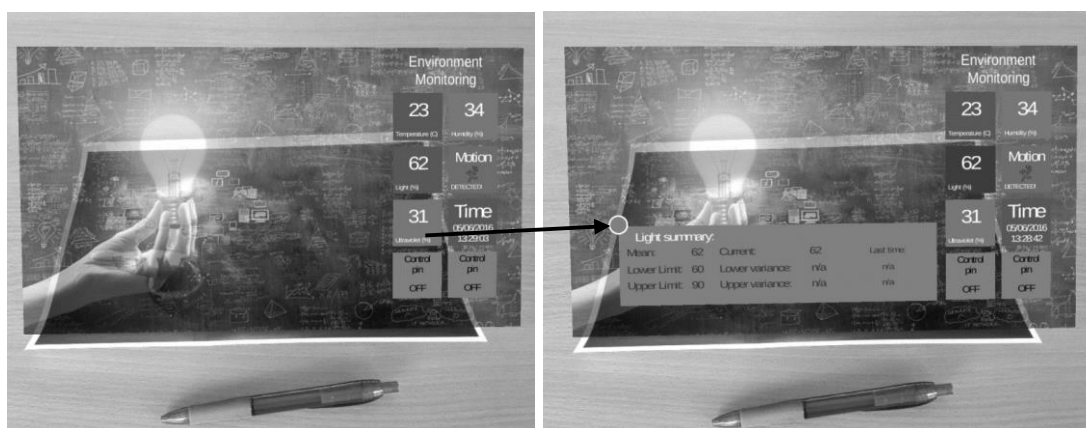 Environment
Monitoring
23 34
Temperature (C) Humidity (%)
62 Motion
Light (%) DETECTED!
31 Time
Ultraviolet (%) 05/06/2016
13:29:03
Control Control
pin pin
OFF OFF
Environment
Monitoring
23 34
Temperature (C) Humidity (%)
62 Motion
Light (%) DETECTED!
31 Time
Ultraviolet (%) 05/06/2016
13:28:42
Light summary:
Mean: 62 Current: 62 Last time:
Lower Limit: 60 Lower variance: n/a n/a
Upper Limit: 90 Upper variance: n/a n/a
Control Control
pin pin
OFF OFF